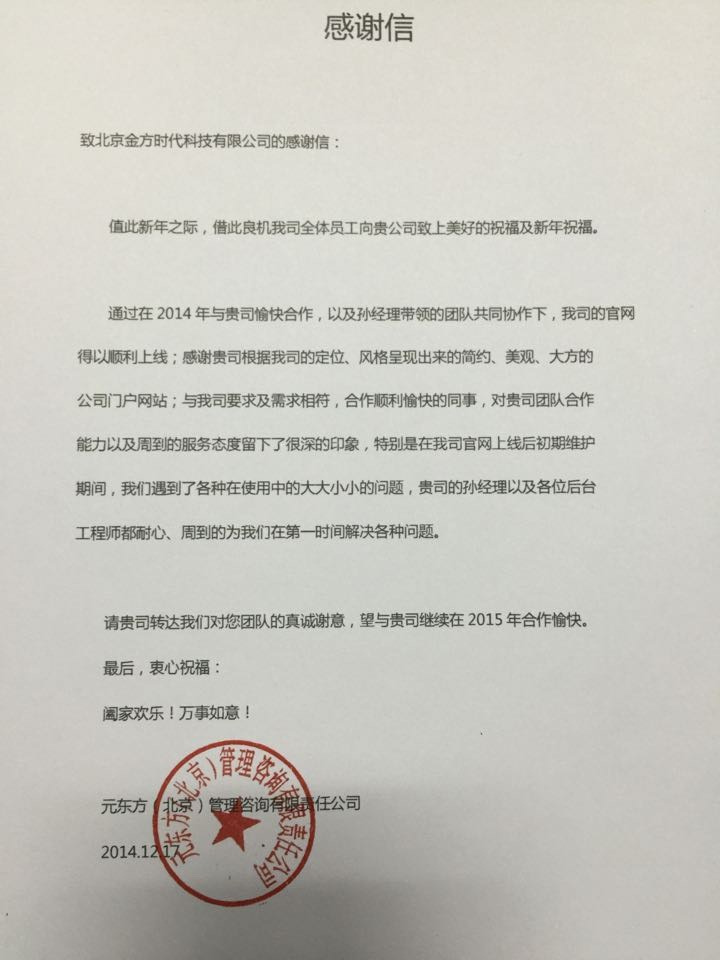 感谢信
致北京金方时代科技有限公司的感谢信：
值此新年之际，借此良机我司全体员工向贵公司致上美好的祝福及新年祝福。
通过在 2014 年与贵司愉快合作，以及孙经理带领的团队共同协作下，我司的官网
得以顺利上线；感谢贵司根据我司的定位、风格呈现出来的简约、美观、大方的
公司门户网站；与我司要求及需求相符，合作顺利愉快的同事，对贵司团队合作
能力以及周到的服务态度留下了很深的印象，特别是在我司官网上线后初期维护
期间，我们遇到了各种在使用中的大大小小的问题，贵司的孙经理以及各位后台
工程师都耐心、周到的为我们在第一时间解决各种问题。
请贵司转达我们对您团队的真诚谢意，望与贵司继续在 2015 年合作愉快。
最后，衷心祝福：
阖家欢乐！万事如意！
元东方（北京）管理咨询有限责任公司
2014.12.17
元东方（北京）管理咨询有限责任公司